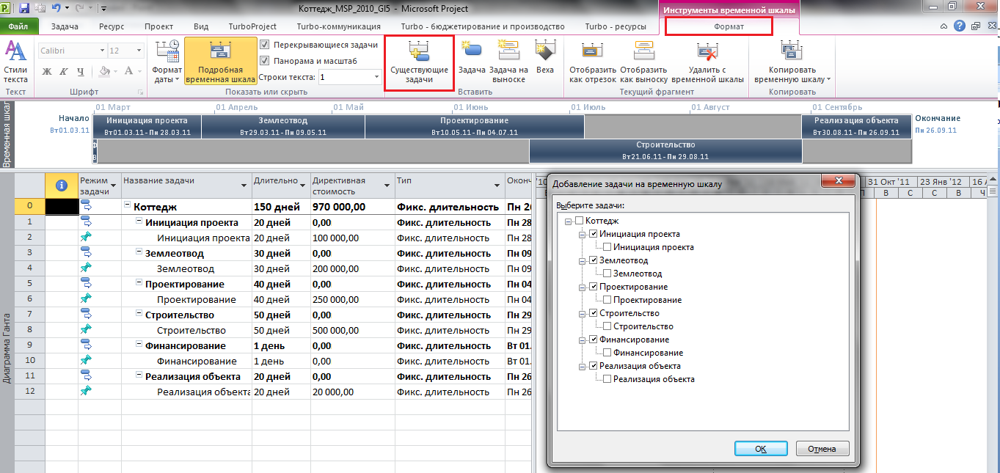 Коттедж_MSP_2010_GI5 - Microsoft Project
Инструменты временной шкалы
Файл Задача Ресурс Проект Вид TurboProject Turbo-коммуникация Turbo - бюджетирование и производство Turbo - ресурсы Формат
Стили текста
Calibri 12
Ж К Ч А
Формат даты
Подробная временная шкала
Перекрывающиеся задачи
Панорама и масштаб
Строки текста: 1
Существующие задачи
Задача
Задача на выноске
Веха
Отобразить как отрезок
Отобразить как выноску
Удалить с временной шкалы
Копировать временную шкалу
Текст Шрифт Показать или скрыть Вставить Текущий фрагмент Копировать
Временная шкал
01 Март 01 Апрель 01 Май 01 Июнь 01 Июль 01 Август 01 Сентябрь
Начало
Вт 01.03.11
Инициация проекта
Вт 01.03.11 - Пн 28.03.11
Землеотвод
Вт 29.03.11 - Пн 09.05.11
Проектирование
Вт 10.05.11 - Пн 04.07.11
Реализация объекта
Вт 30.08.11 - Пн 26.09.11
Окончание
Пн 26.09.11
Ф
В
Строительство
Вт 21.06.11 - Пн 29.08.11
Диаграмма Ганта
Режим задачи Название задачи Длительно Директивная стоимость Тип Оконч
0 Коттедж 150 дней 970 000,00 Фикс. длительность Пн 26
1 Инициация проекта 20 дней 0,00 Фикс. длительность Пн 28
2 Инициация проекта 20 дней 100 000,00 Фикс. длительность Пн 28
3 Землеотвод 30 дней 0,00 Фикс. длительность Пн 09
4 Землеотвод 30 дней 200 000,00 Фикс. длительность Пн 09
5 Проектирование 40 дней 0,00 Фикс. длительность Пн 04
6 Проектирование 40 дней 250 000,00 Фикс. длительность Пн 04
7 Строительство 50 дней 0,00 Фикс. длительность Пн 29
8 Строительство 50 дней 500 000,00 Фикс. длительность Пн 29
9 Финансирование 1 день 0,00 Фикс. длительность Вт 01.
10 Финансирование 1 день 0,00 Фикс. длительность Вт 01.
11 Реализация объекта 20 дней 0,00 Фикс. длительность Пн 26
12 Реализация объекта 20 дней 20 000,00 Фикс. длительность Пн 26
31 Окт '11 23 Янв '12 16 А
В С С В Ч
Добавление задачи на временную шкалу
Выберите задачи:
Коттедж
Инициация проекта
Инициация проекта
Землеотвод
Землеотвод
Проектирование
Проектирование
Строительство
Строительство
Финансирование
Финансирование
Реализация объекта
Реализация объекта
ОК Отмена